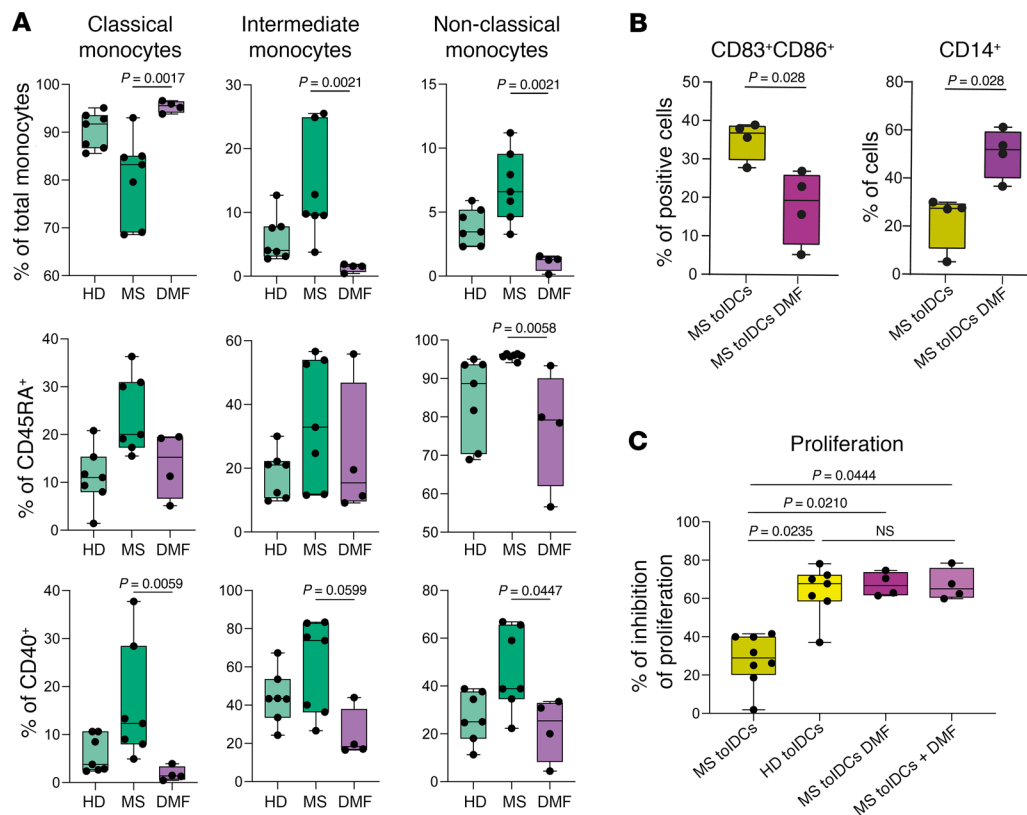 A
Classical
monocytes
Intermediate
monocytes
Non-classical
monocytes
% of total monocytes
100
90
80
70
60
P = 0.0017
HD MS DMF
30
20
10
0
P = 0.0021
HD MS DMF
15
10
5
0
P = 0.0021
HD MS DMF
% of CD45RA⁺
40
30
20
10
0
HD MS DMF
60
40
20
0
HD MS DMF
100
90
80
70
60
50
P = 0.0058
HD MS DMF
% of CD40⁺
40
30
20
10
0
P = 0.0059
HD MS DMF
100
80
60
40
20
0
P = 0.0599
HD MS DMF
80
60
40
20
0
P = 0.0447
HD MS DMF
B
CD83⁺CD86⁺
P = 0.028
% of positive cells
50
40
30
20
10
0
MS tolDCs
MS tolDCs DMF
CD14⁺
P = 0.028
% of cells
80
60
40
20
0
MS tolDCs
MS tolDCs DMF
C
Proliferation
P = 0.0444
P = 0.0210
P = 0.0235
NS
% of inhibition
of proliferation
100
80
60
40
20
0
MS tolDCs
HD tolDCs
MS tolDCs DMF
MS tolDCs + DMF